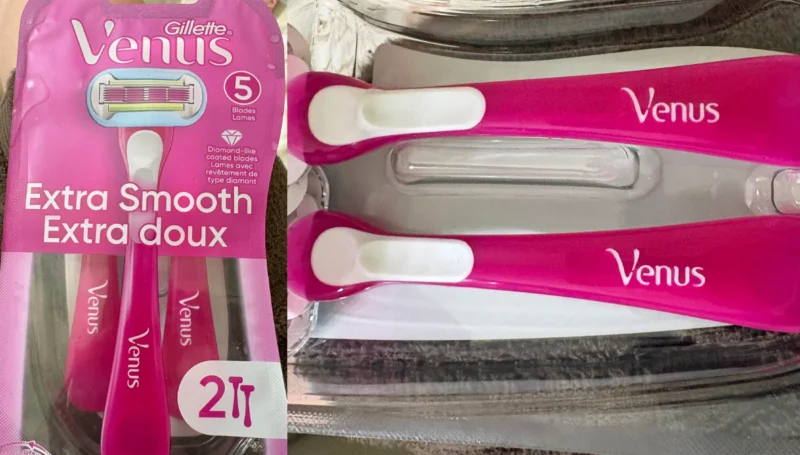 Gillette
Venus
5
Blades
Lames
Diamond-like
coated blades
Lames avec
revêtement de
type diamant
Extra Smooth
Extra doux
Venus
Venus
Venus
2
Venus
Venus